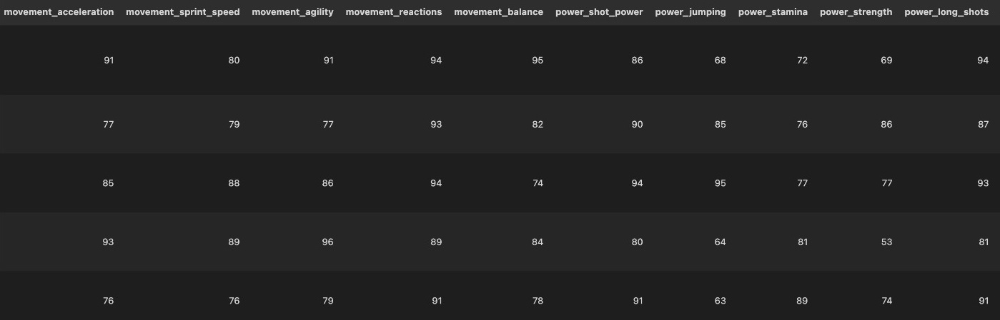 movement_acceleration movement_sprint_speed movement_agility movement_reactions movement_balance power_shot_power power_jumping power_stamina power_strength power_long_shots
91 80 91 94 95 86 68 72 69 94
77 79 77 93 82 90 85 76 86 87
85 88 86 94 74 94 95 77 77 93
93 89 96 89 84 80 64 81 53 81
76 76 79 91 78 91 63 89 74 91